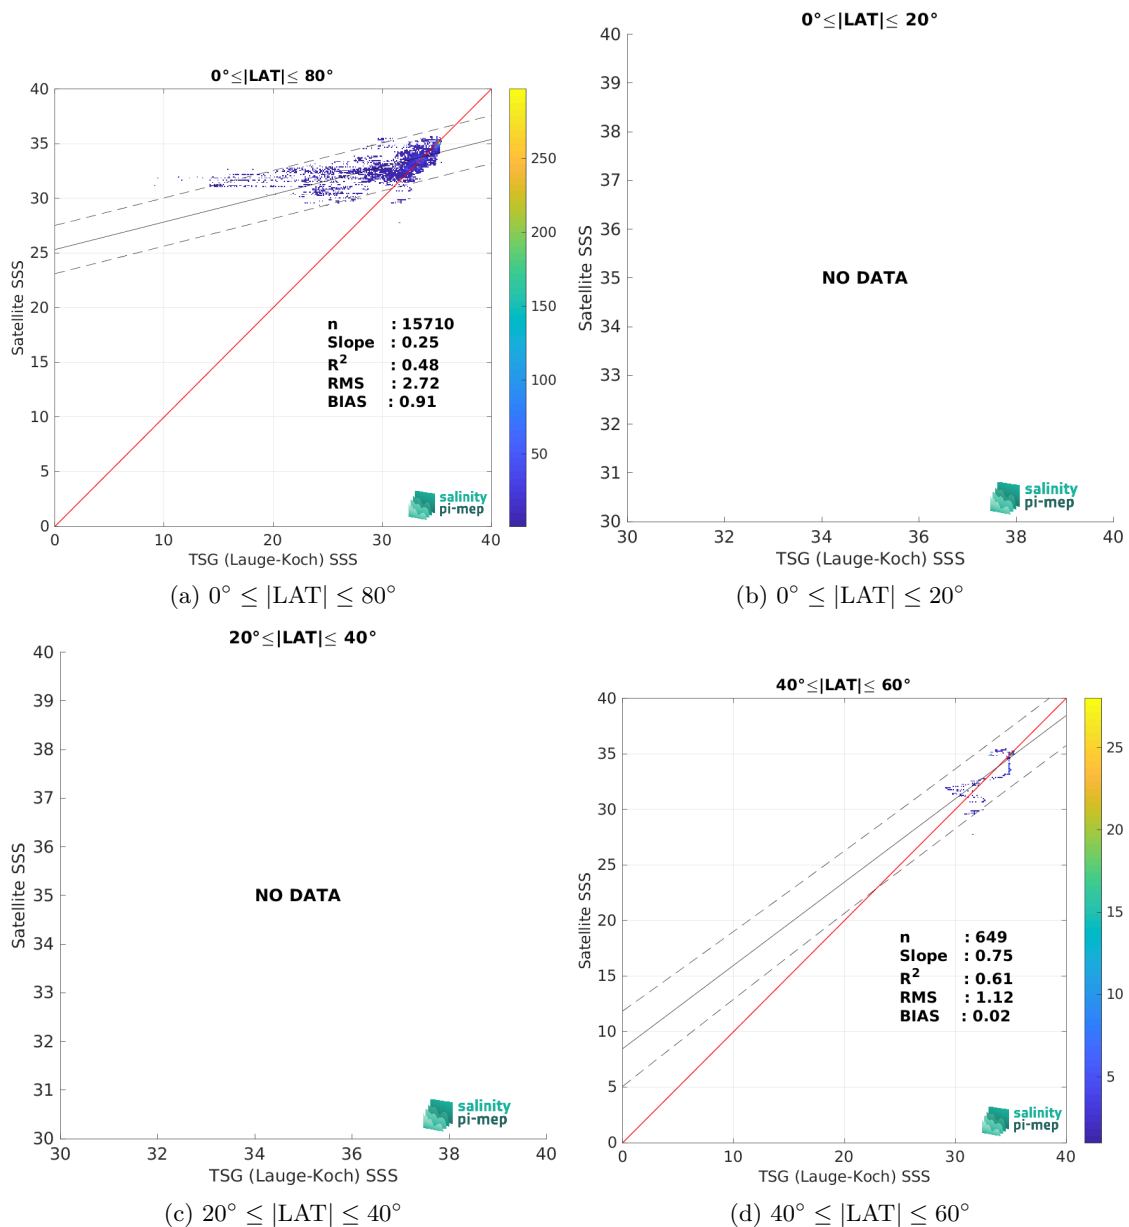 0°≤|LAT|≤ 80°
40
35
30
25
20
15
10
5
0
Satellite SSS
0
10
20
30
40
TSG (Lauge-Koch) SSS
n : 15710
Slope : 0.25
R² : 0.48
RMS : 2.72
BIAS : 0.91
salinity
pi-mep
250
200
150
100
50
(a) 0° ≤ |LAT| ≤ 80°
0°≤|LAT|≤ 20°
40
39
38
37
36
35
34
33
32
31
30
Satellite SSS
NO DATA
salinity
pi-mep
30
32
34
36
38
40
TSG (Lauge-Koch) SSS
(b) 0° ≤ |LAT| ≤ 20°
20°≤|LAT|≤ 40°
40
39
38
37
36
35
34
33
32
31
30
Satellite SSS
NO DATA
salinity
pi-mep
30
32
34
36
38
40
TSG (Lauge-Koch) SSS
(c) 20° ≤ |LAT| ≤ 40°
40°≤|LAT|≤ 60°
40
35
30
25
20
15
10
5
0
Satellite SSS
n : 649
Slope : 0.75
R² : 0.61
RMS : 1.12
BIAS : 0.02
salinity
pi-mep
0
10
20
30
40
TSG (Lauge-Koch) SSS
25
20
15
10
5
(d) 40° ≤ |LAT| ≤ 60°